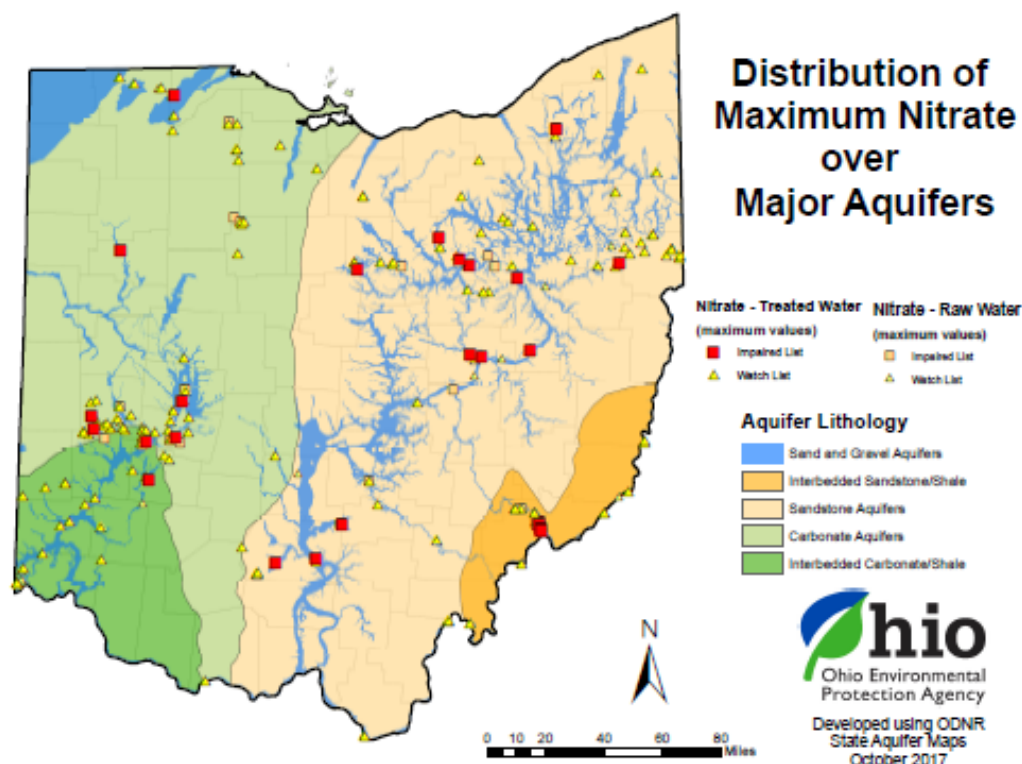 Distribution of
Maximum Nitrate
over
Major Aquifers
Nitrate - Treated Water
(maximum values)
Impaired List
Watch List
Nitrate - Raw Water
(maximum values)
Impaired List
Watch List
Aquifer Lithology
Sand and Gravel Aquifers
Interbedded Sandstone/Shale
Sandstone Aquifers
Carbonate Aquifers
Interbedded Carbonate/Shale
N
0 10 20 40 60 80
Miles
Ohio
Ohio Environmental
Protection Agency
Developed using ODNR
State Aquifer Maps
October 2017